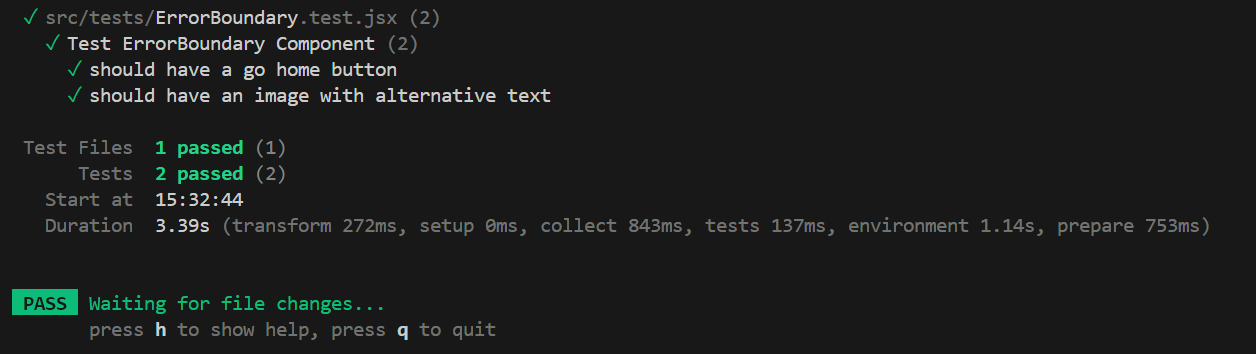 ✓ src/tests/ErrorBoundary.test.jsx (2)
✓ Test ErrorBoundary Component (2)
✓ should have a go home button
✓ should have an image with alternative text
Test Files 1 passed (1)
Tests 2 passed (2)
Start at 15:32:44
Duration 3.39s (transform 272ms, setup 0ms, collect 843ms, tests 137ms, environment 1.14s, prepare 753ms)
PASS Waiting for file changes...
press h to show help, press q to quit